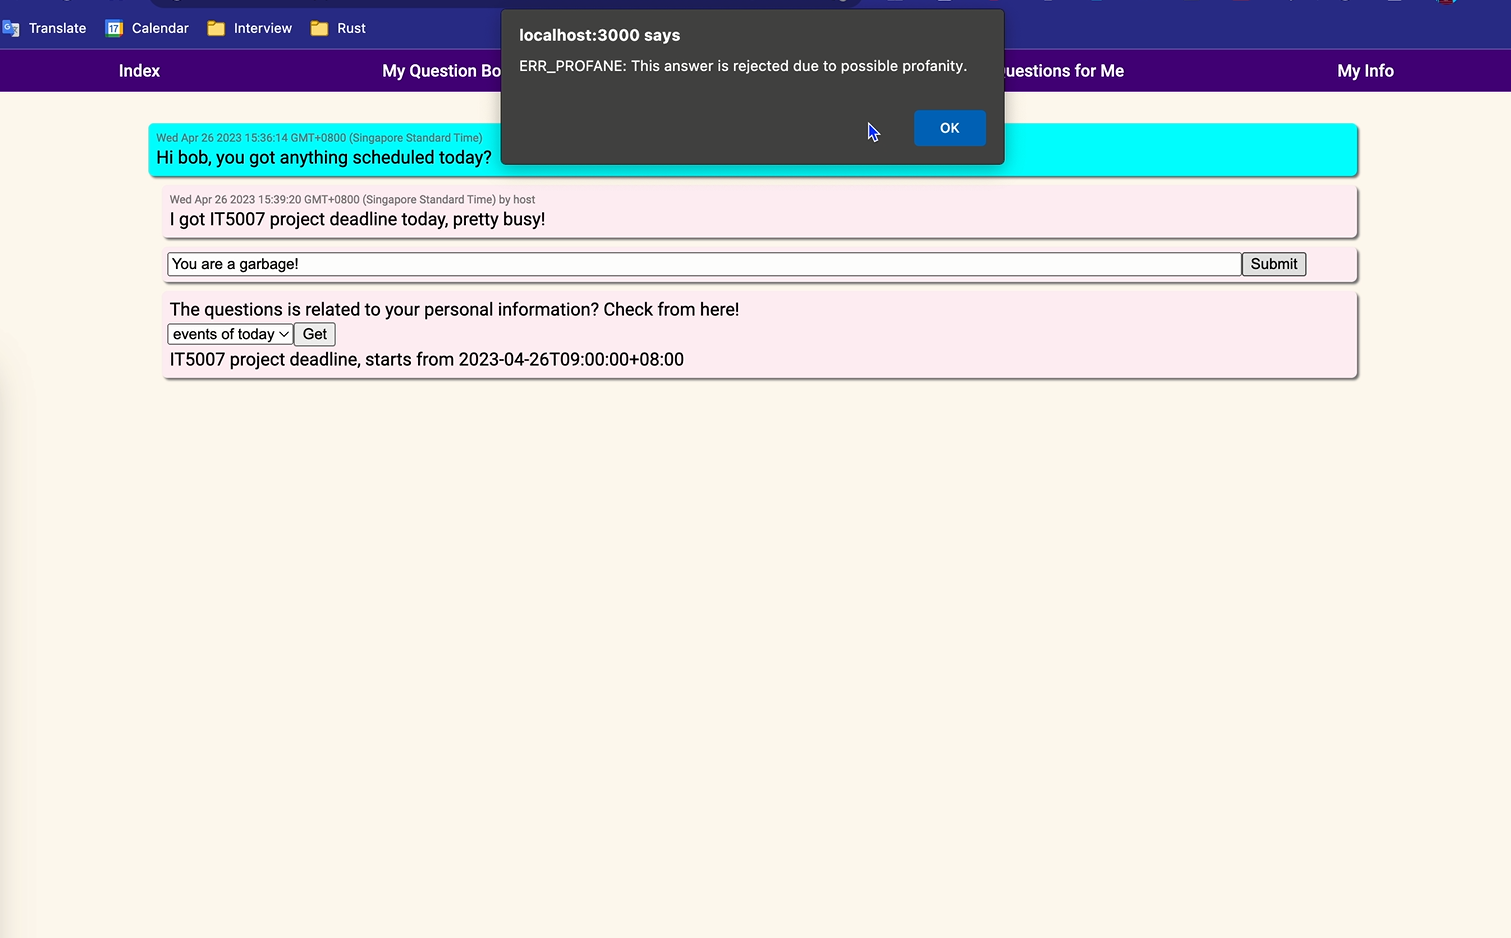 Translate
17 Calendar
Interview
Rust
localhost:3000 says
ERR_PROFANE: This answer is rejected due to possible profanity.
OK
Index
My Question Bo
uestions for Me
My Info
Wed Apr 26 2023 15:36:14 GMT+0800 (Singapore Standard Time)
Hi bob, you got anything scheduled today?
Wed Apr 26 2023 15:39:20 GMT+0800 (Singapore Standard Time) by host
I got IT5007 project deadline today, pretty busy!
You are a garbage! Submit
The questions is related to your personal information? Check from here!
events of today Get
IT5007 project deadline, starts from 2023-04-26T09:00:00+08:00